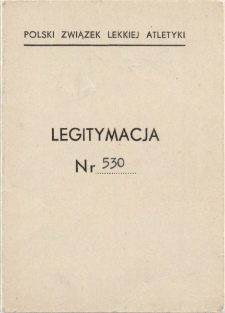 POLSKI ZWIĄZEK LEKKIEJ ATLETYKI
LEGITYMACJA
Nr 530